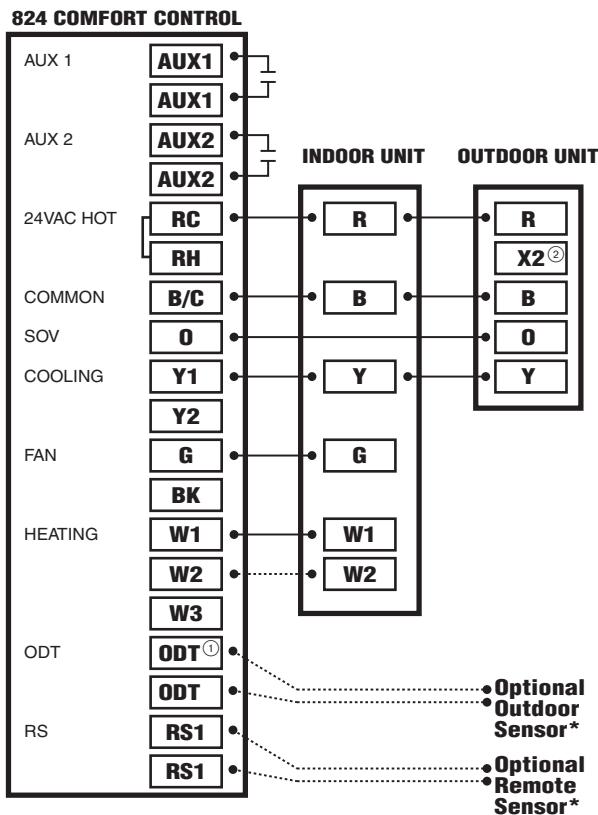 824 COMFORT CONTROL
AUX 1
AUX1
AUX1
AUX 2
AUX2
AUX2
INDOOR UNIT
OUTDOOR UNIT
24VAC HOT
RC
R
R
RH
X2②
COMMON
B/C
B
B
SOV
O
O
COOLING
Y1
Y
Y
Y2
FAN
G
G
BK
HEATING
W1
W1
W2
W2
W3
ODT
ODT①
ODT
Optional
Outdoor
Sensor*
RS
RS1
RS1
Optional
Remote
Sensor*